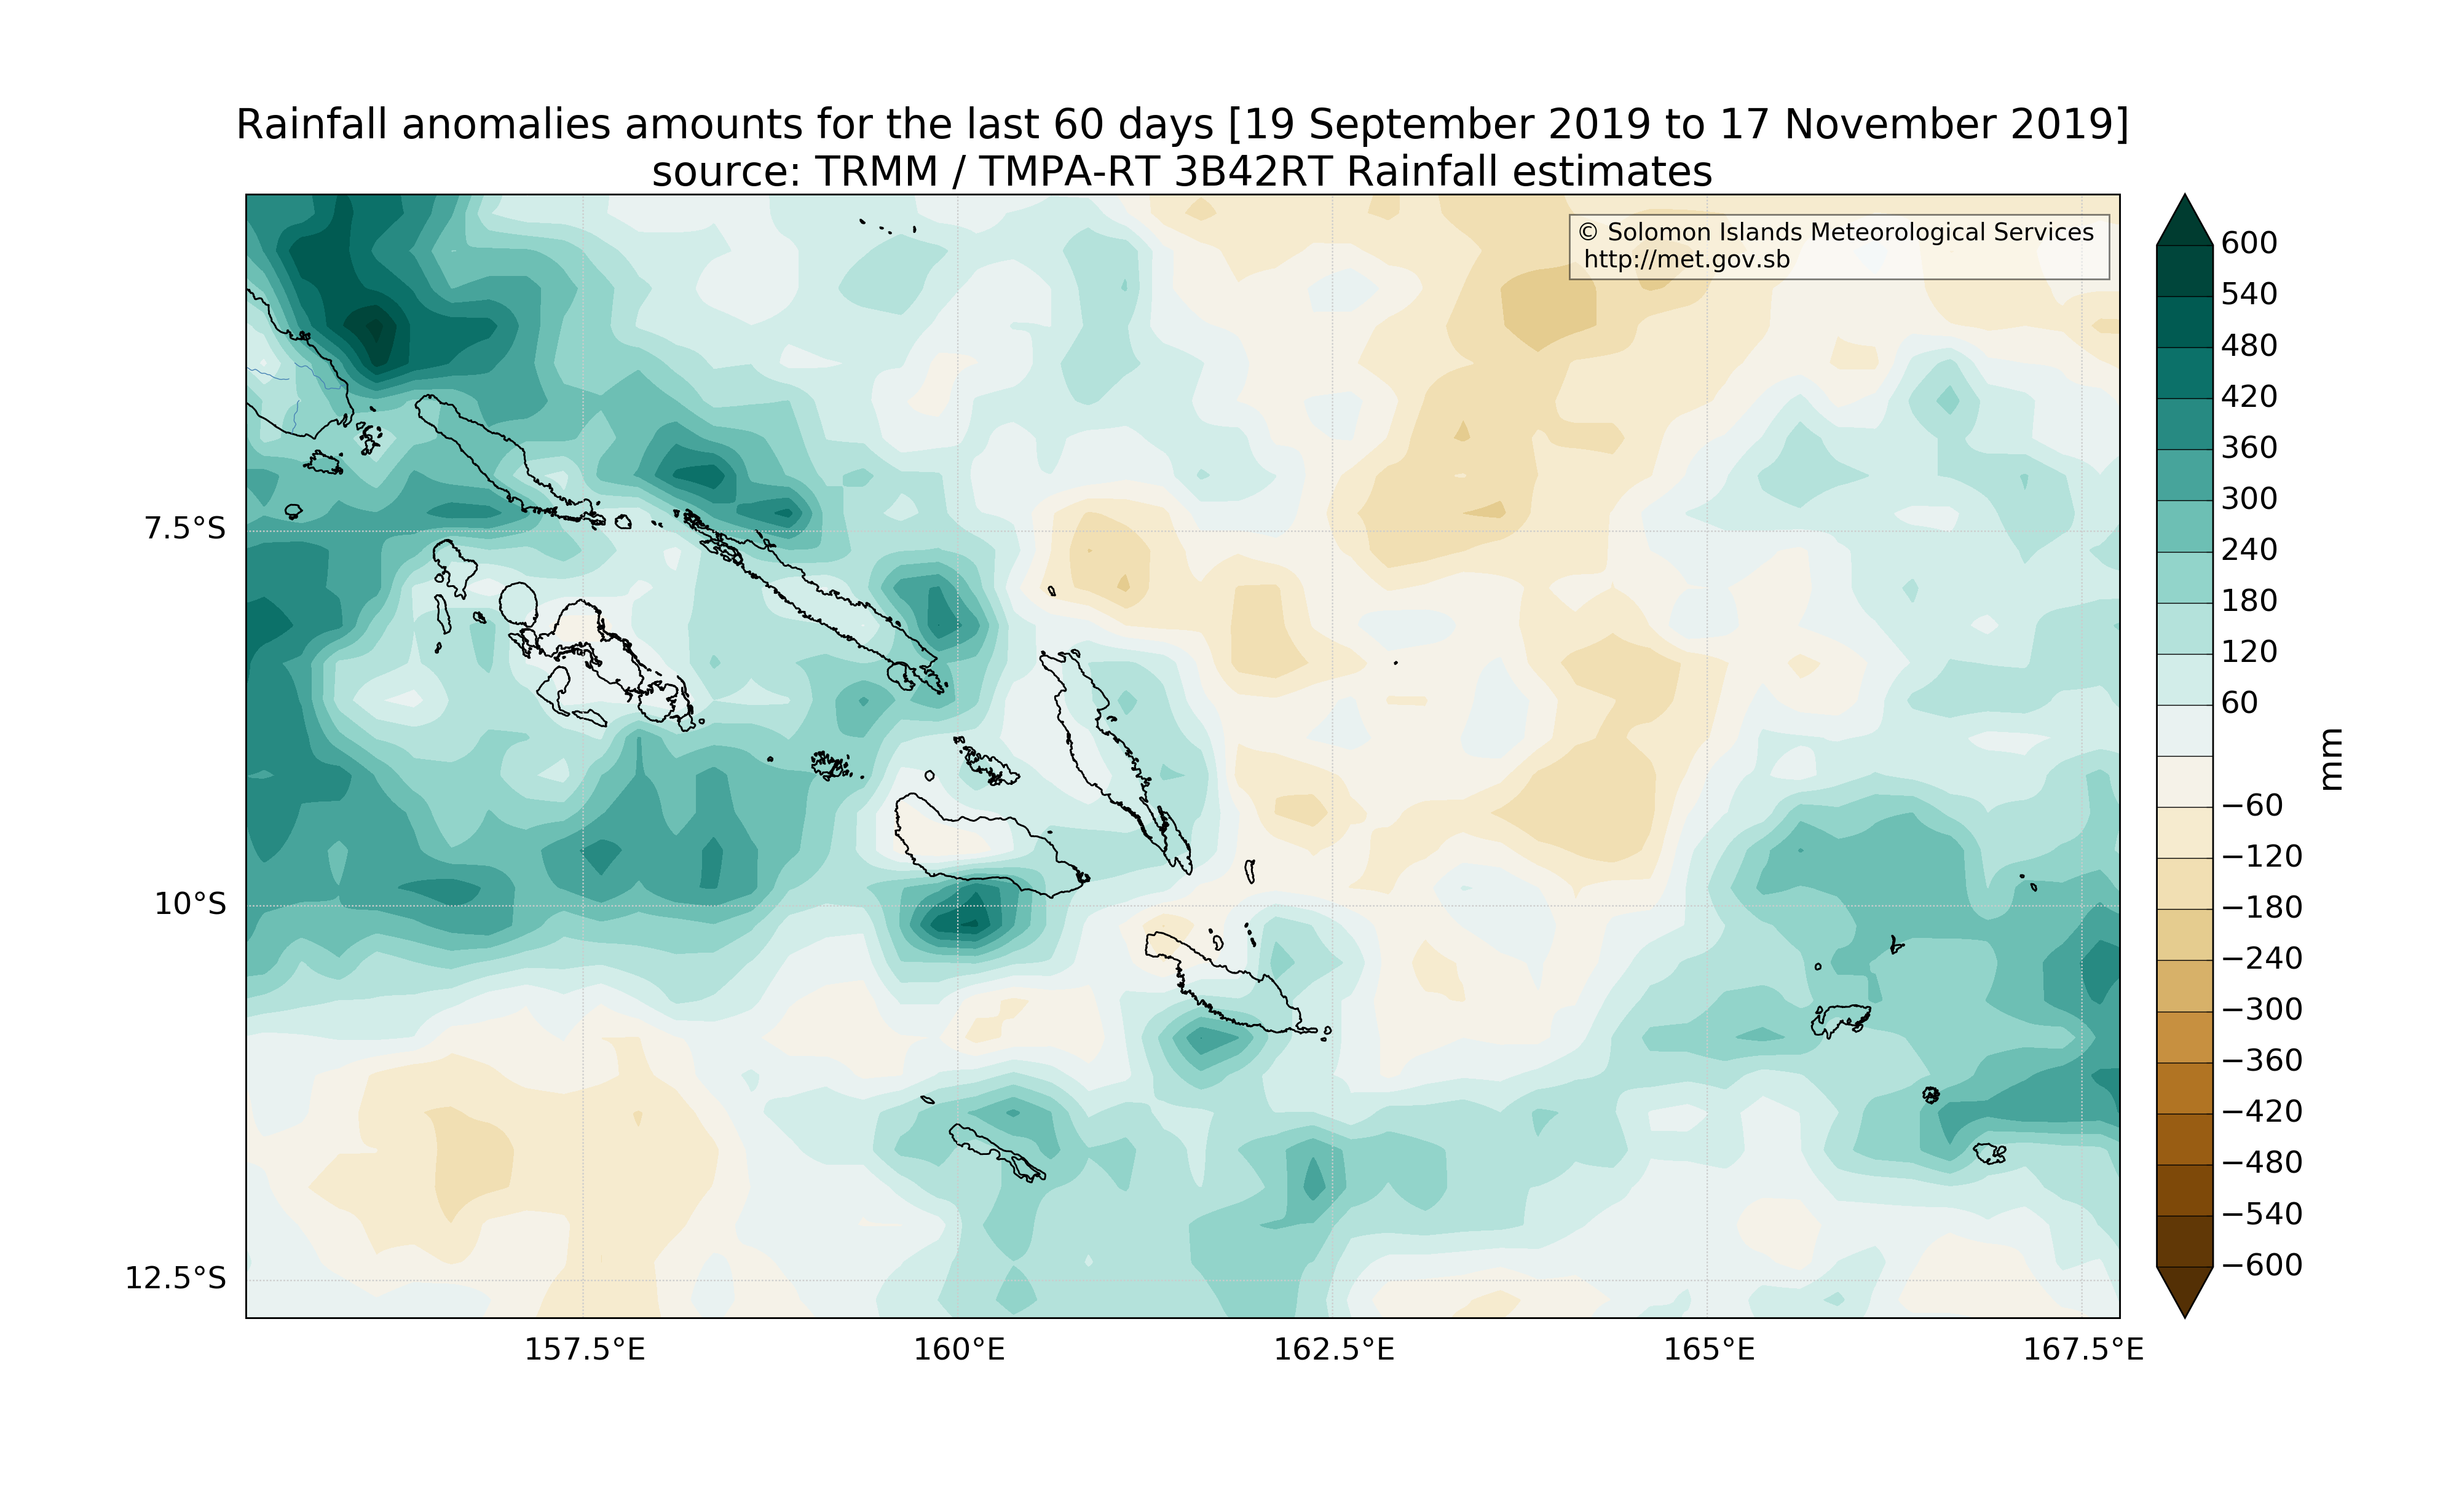 Rainfall anomalies amounts for the last 60 days [19 September 2019 to 17 November 2019]
source: TRMM / TMPA-RT 3B42RT Rainfall estimates
© Solomon Islands Meteorological Services
http://met.gov.sb
7.5°S
10°S
12.5°S
157.5°E
160°E
162.5°E
165°E
167.5°E
600
540
480
420
360
300
240
180
120
60
−60
−120
−180
−240
−300
−360
−420
−480
−540
−600
mm